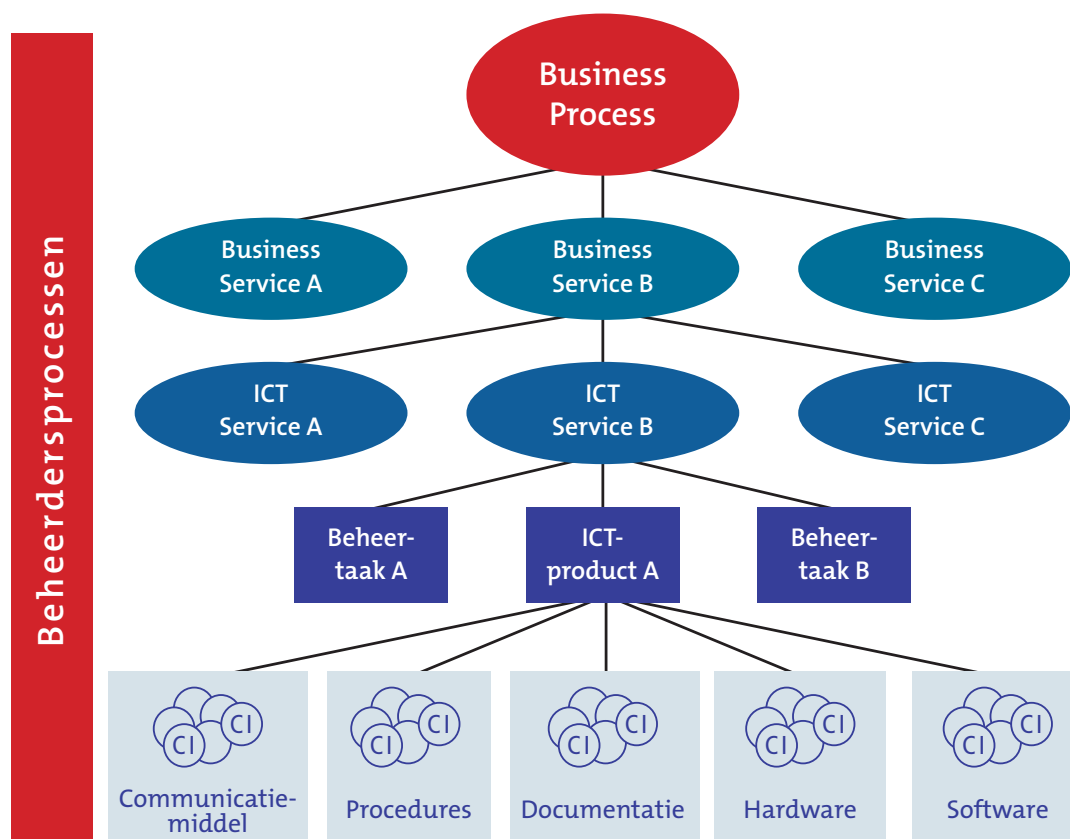 Beheerdersprocessen
Business
Process
Business
Service A
Business
Service B
Business
Service C
ICT
Service A
ICT
Service B
ICT
Service C
Beheer-
taak A
ICT-
product A
Beheer-
taak B
CI
CI
Communicatie-
middel
CI
CI
Procedures
CI
CI
Documentatie
CI
CI
Hardware
CI
CI
Software